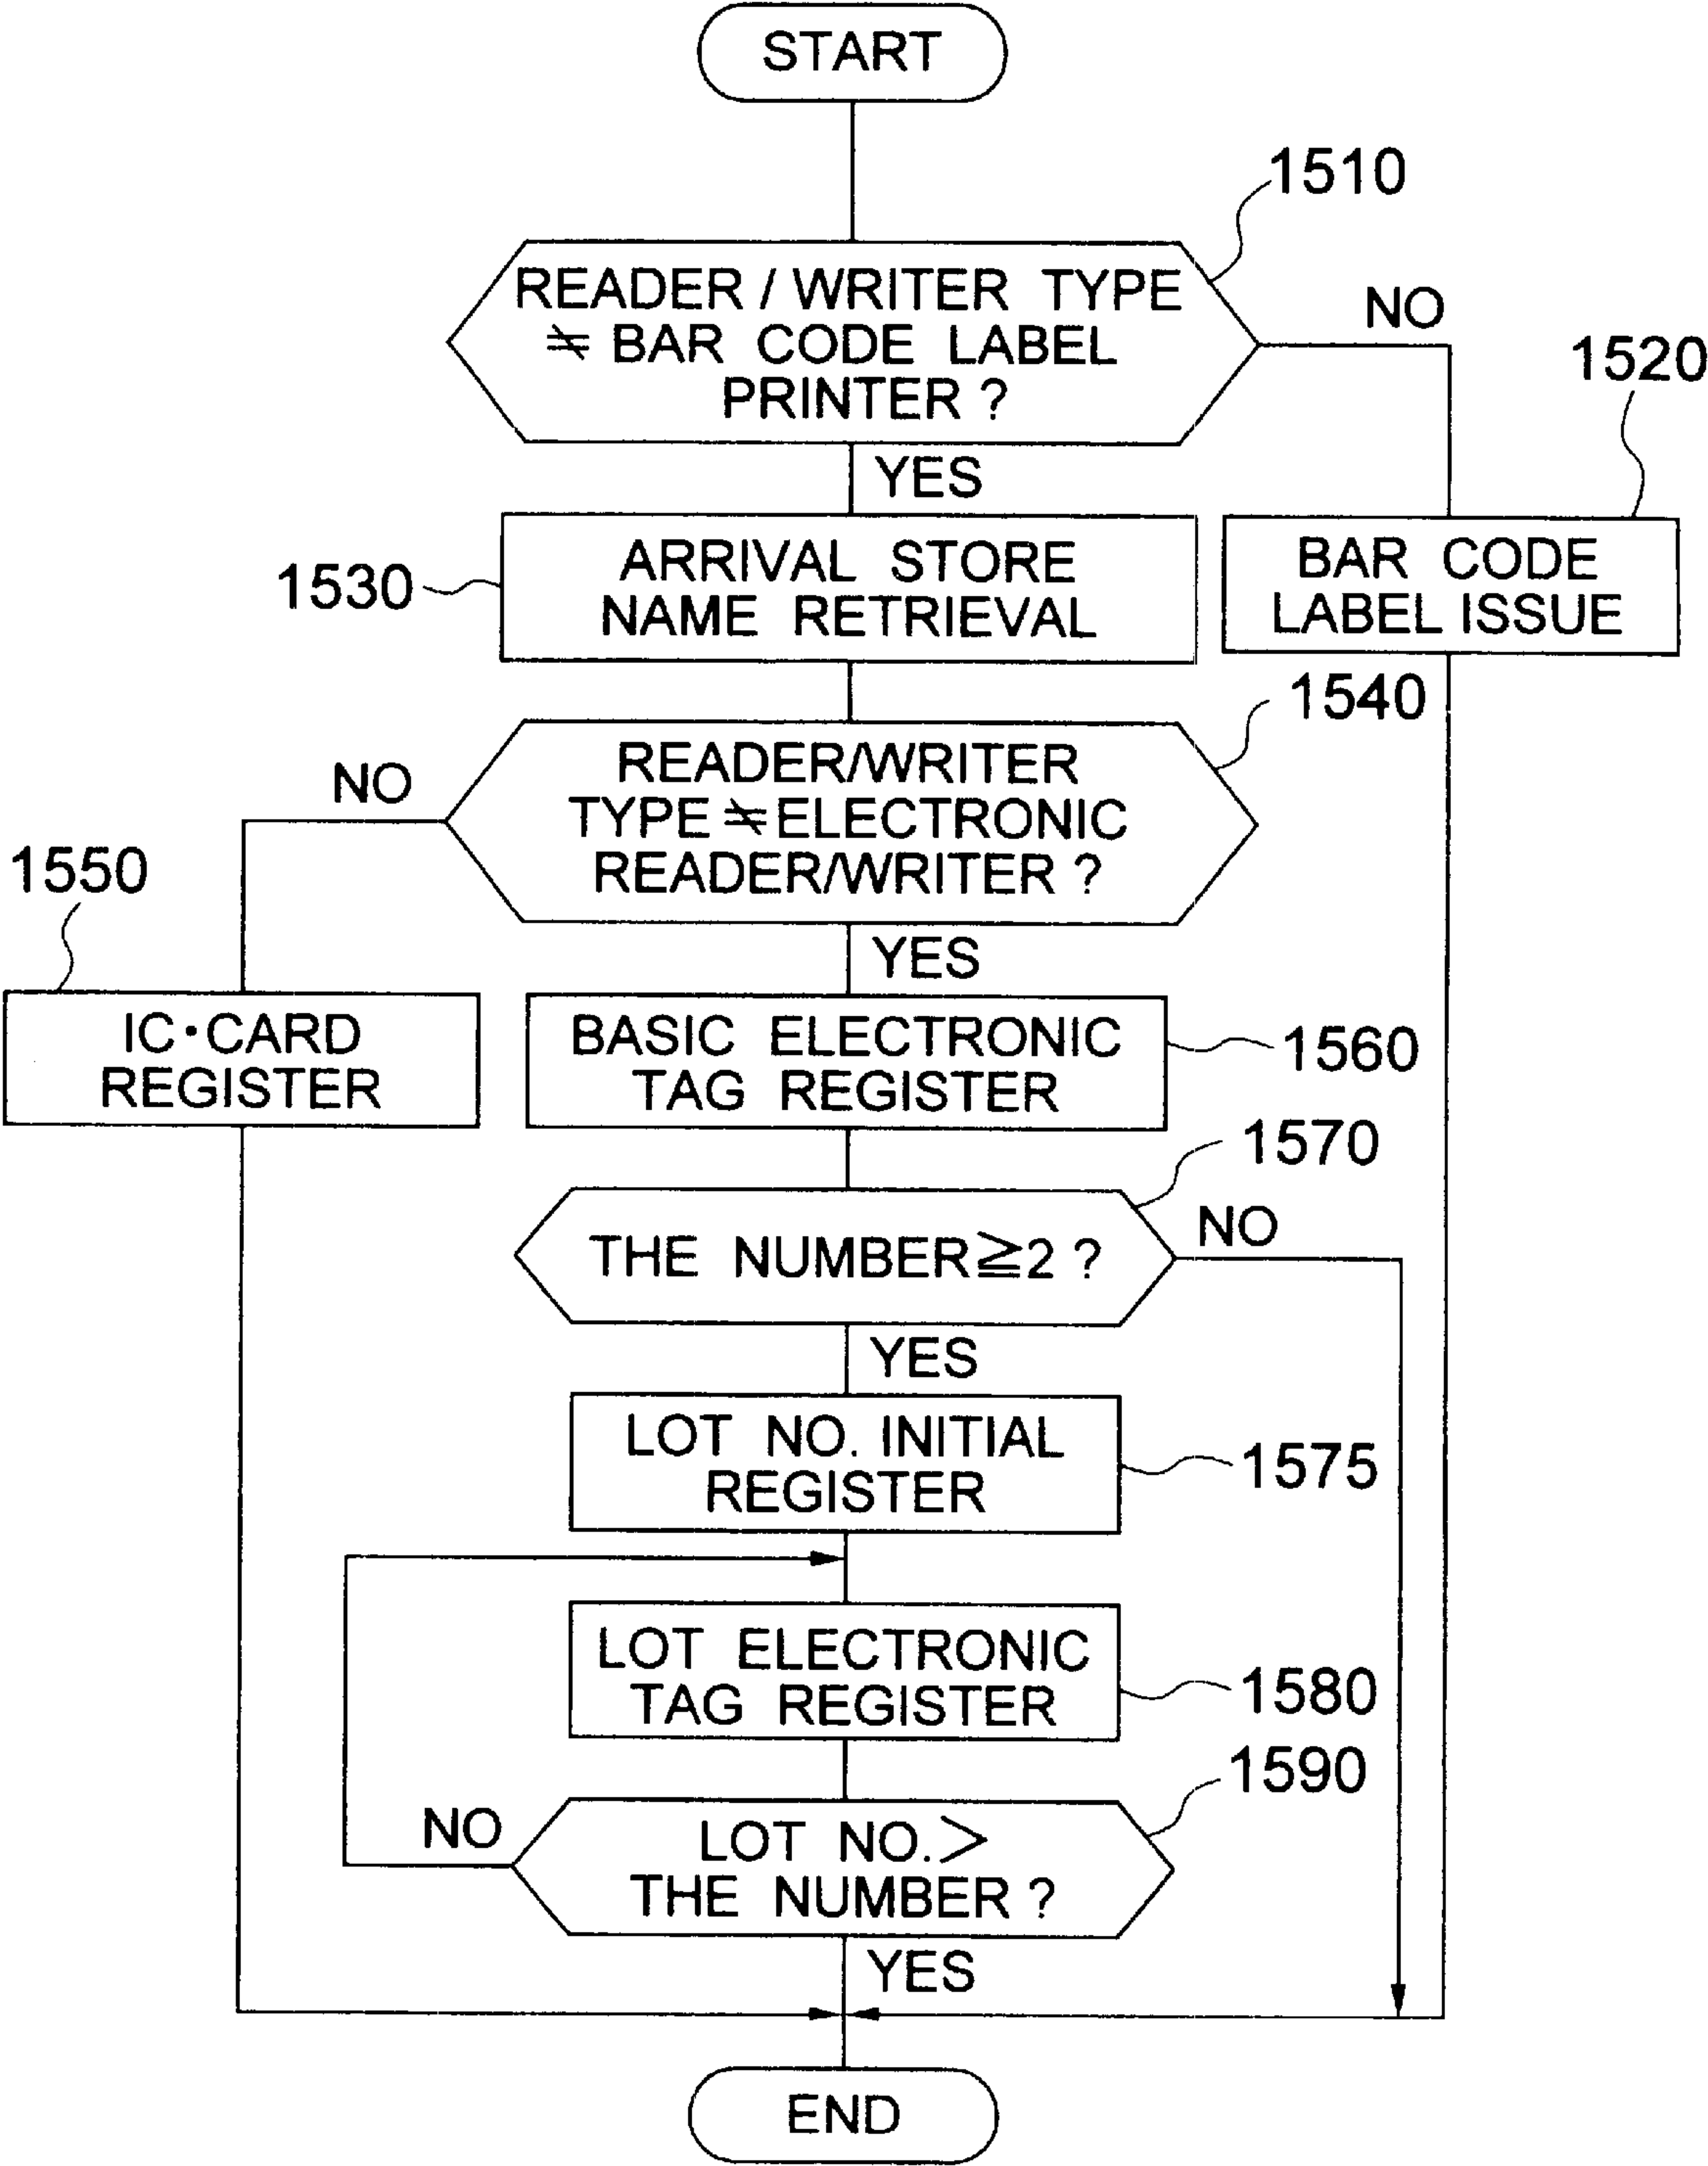 START
1510
READER / WRITER TYPE
≠ BAR CODE LABEL
PRINTER ?
NO
1520
YES
ARRIVAL STORE
NAME RETRIEVAL
1530
BAR CODE
LABEL ISSUE
1540
READER/WRITER
TYPE ≠ ELECTRONIC
READER/WRITER ?
NO
1550
YES
IC·CARD
REGISTER
BASIC ELECTRONIC
TAG REGISTER
1560
1570
THE NUMBER ≧ 2 ?
NO
YES
LOT NO. INITIAL
REGISTER
1575
LOT ELECTRONIC
TAG REGISTER
1580
1590
LOT NO. >
THE NUMBER ?
NO
YES
END